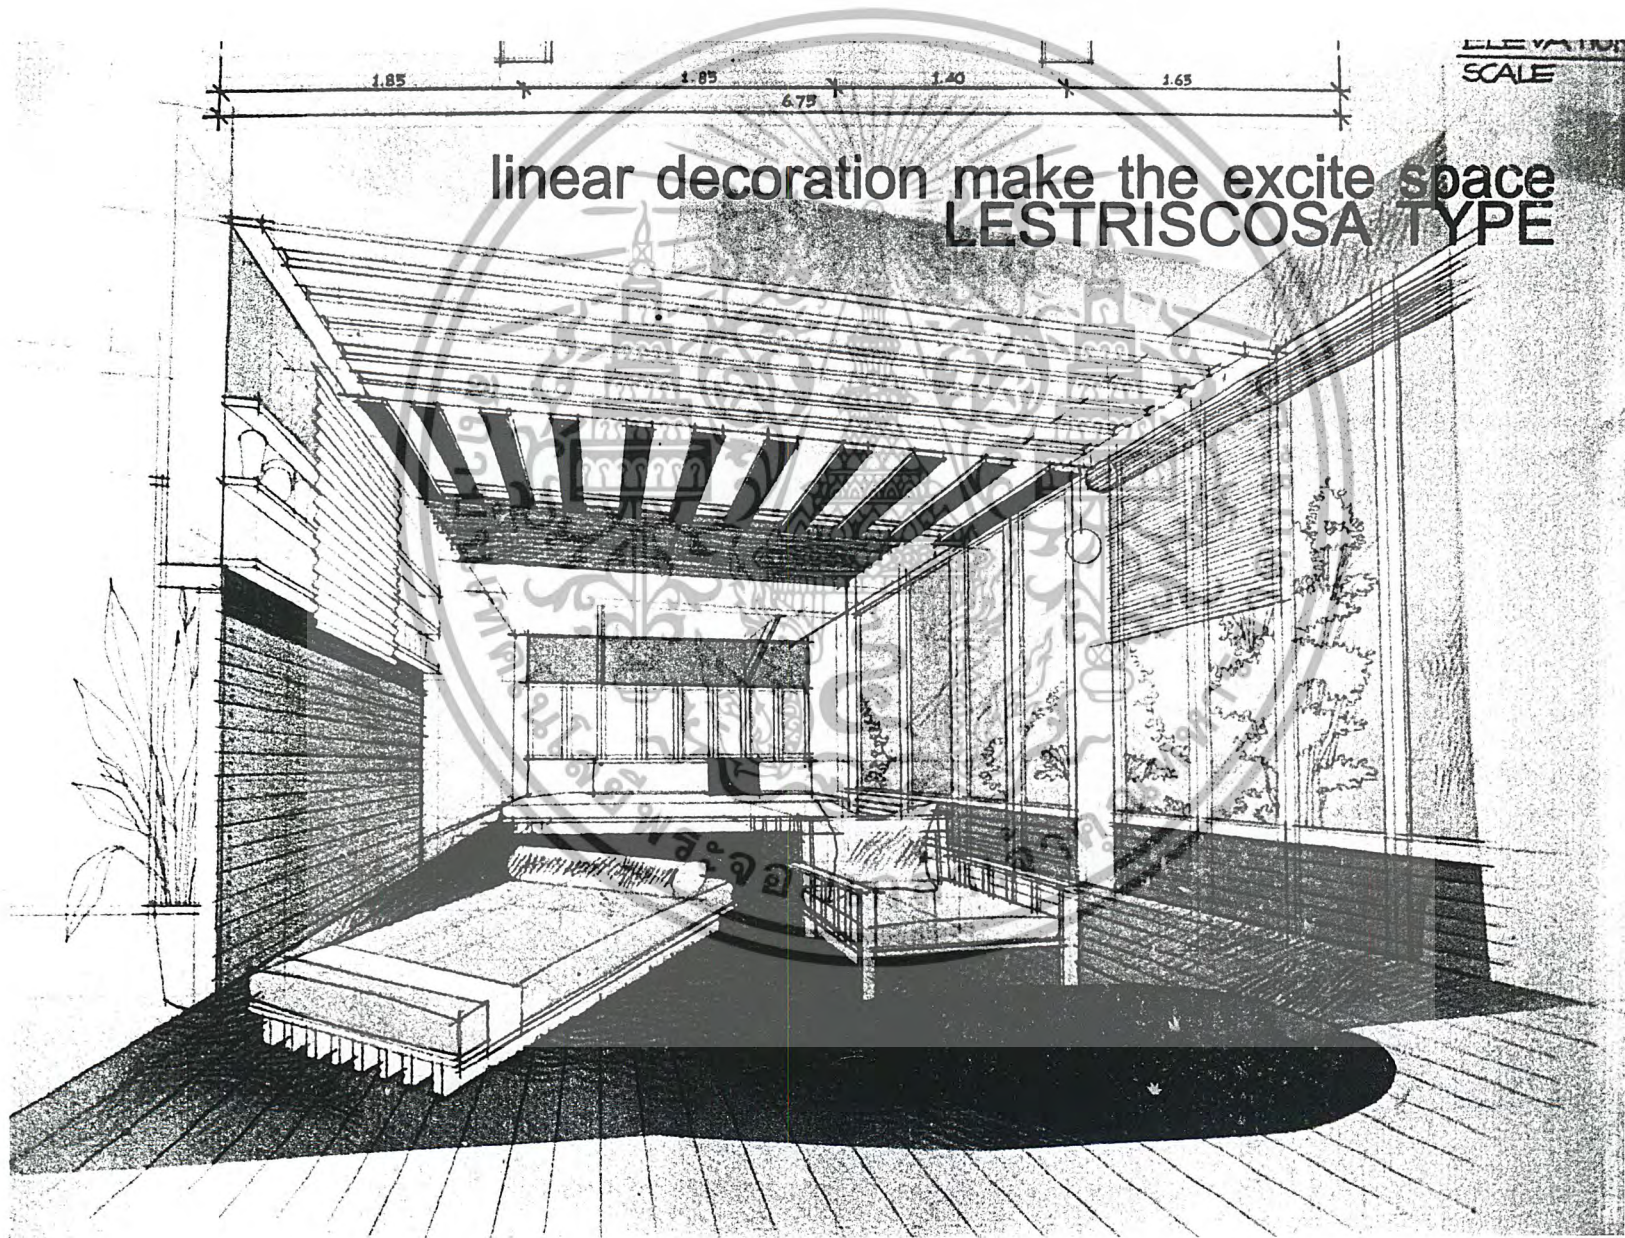 ELEVATION
SCALE
1.85 1.85 1.40 1.65
6.75
linear decoration make the excite space
LESTRISCOSA TYPE